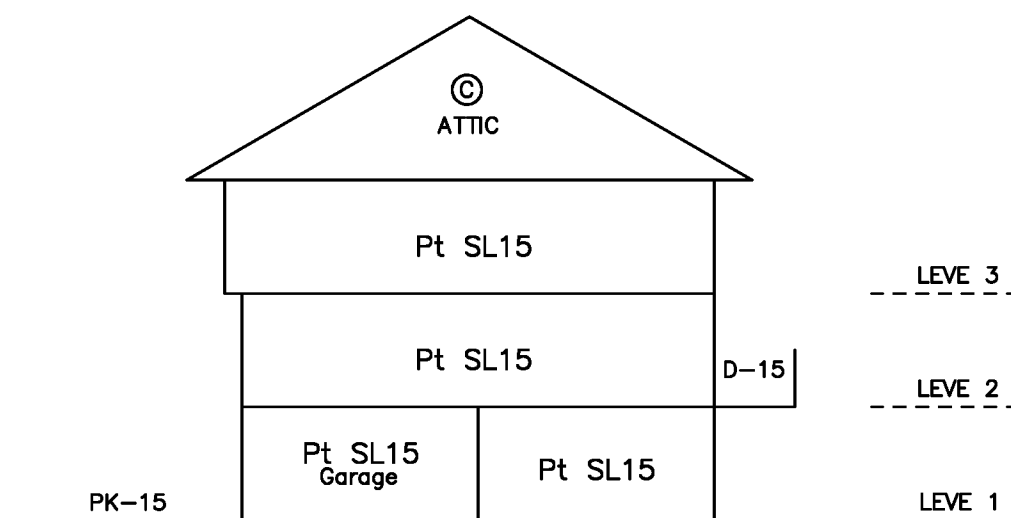 ©
ATTIC
Pt SL15
LEVE 3
Pt SL15
D-15
LEVE 2
Pt SL15
Garage
Pt SL15
PK-15
LEVE 1